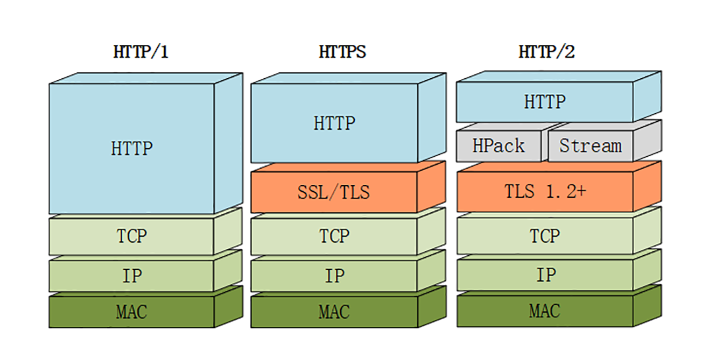 HTTP/1 HTTPS HTTP/2
HTTP HTTP HTTP
HPack Stream
SSL/TLS TLS 1.2+
TCP TCP TCP
IP IP IP
MAC MAC MAC